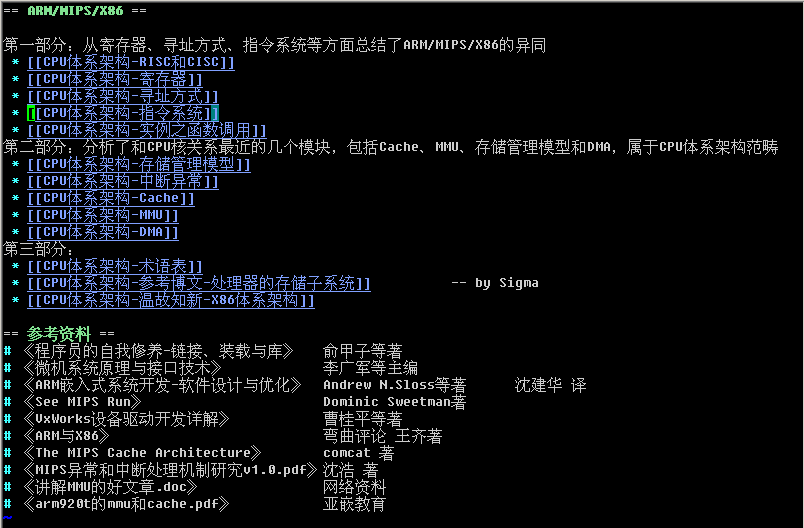 == ARM/MIPS/X86 ==
第一部分：从寄存器、寻址方式、指令系统等方面总结了ARM/MIPS/X86的异同
* [[CPU体系架构-RISC和CISC]]
* [[CPU体系架构-寄存器]]
* [[CPU体系架构-寻址方式]]
* [[CPU体系架构-指令系统]]
* [[CPU体系架构-实例之函数调用]]
第二部分：分析了和CPU核关系最近的几个模块，包括Cache、MMU、存储管理模型和DMA，属于CPU体系架构范畴
* [[CPU体系架构-存储管理模型]]
* [[CPU体系架构-中断异常]]
* [[CPU体系架构-Cache]]
* [[CPU体系架构-MMU]]
* [[CPU体系架构-DMA]]
第三部分：
* [[CPU体系架构-术语表]]
* [[CPU体系架构-参考博文-处理器的存储子系统]] -- by Sigma
* [[CPU体系架构-温故知新-X86体系架构]]
== 参考资料 ==
# 《程序员的自我修养-链接、装载与库》 俞甲子等著
# 《微机系统原理与接口技术》 李广军等主编
# 《ARM嵌入式系统开发-软件设计与优化》 Andrew N.Sloss等著 沈建华 译
# 《See MIPS Run》 Dominic Sweetman著
# 《VxWorks设备驱动开发详解》 曹桂平等著
# 《ARM与X86》 弯曲评论 王齐著
# 《The MIPS Cache Architecture》 comcat 著
# 《MIPS异常和中断处理机制研究v1.0.pdf》 沈浩 著
# 《讲解MMU的好文章.doc》 网络资料
# 《arm920t的mmu和cache.pdf》 亚嵌教育
~